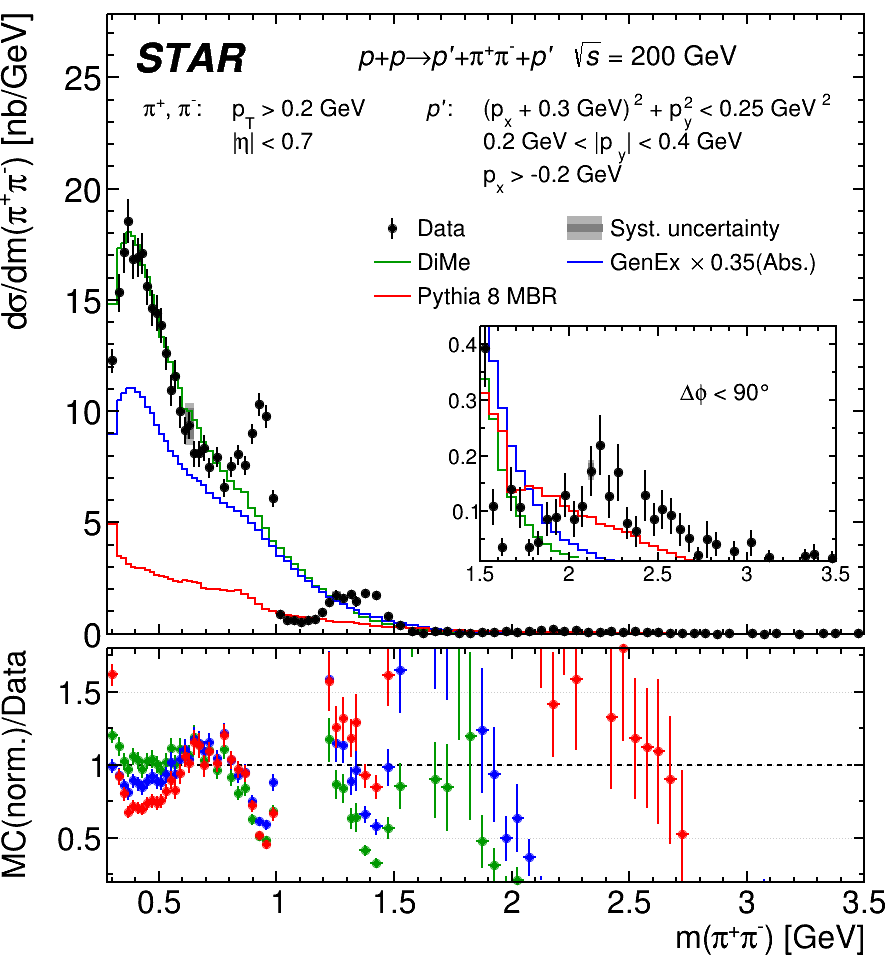 STAR p+p→p′+π⁺π⁻+p′ √s = 200 GeV
π⁺, π⁻: p_T > 0.2 GeV p′: (p_x + 0.3 GeV)² + p_y² < 0.25 GeV²
|η| < 0.7 0.2 GeV < |p_y| < 0.4 GeV
p_x > -0.2 GeV
Data Syst. uncertainty
DiMe GenEx × 0.35(Abs.)
Pythia 8 MBR
dσ/dm(π⁺π⁻) [nb/GeV]
25
20
15
10
5
0
Δϕ < 90°
0.4
0.3
0.2
0.1
1.5 2 2.5 3 3.5
MC(norm.)/Data
1.5
1
0.5
0.5 1 1.5 2 2.5 3 3.5
m(π⁺π⁻) [GeV]